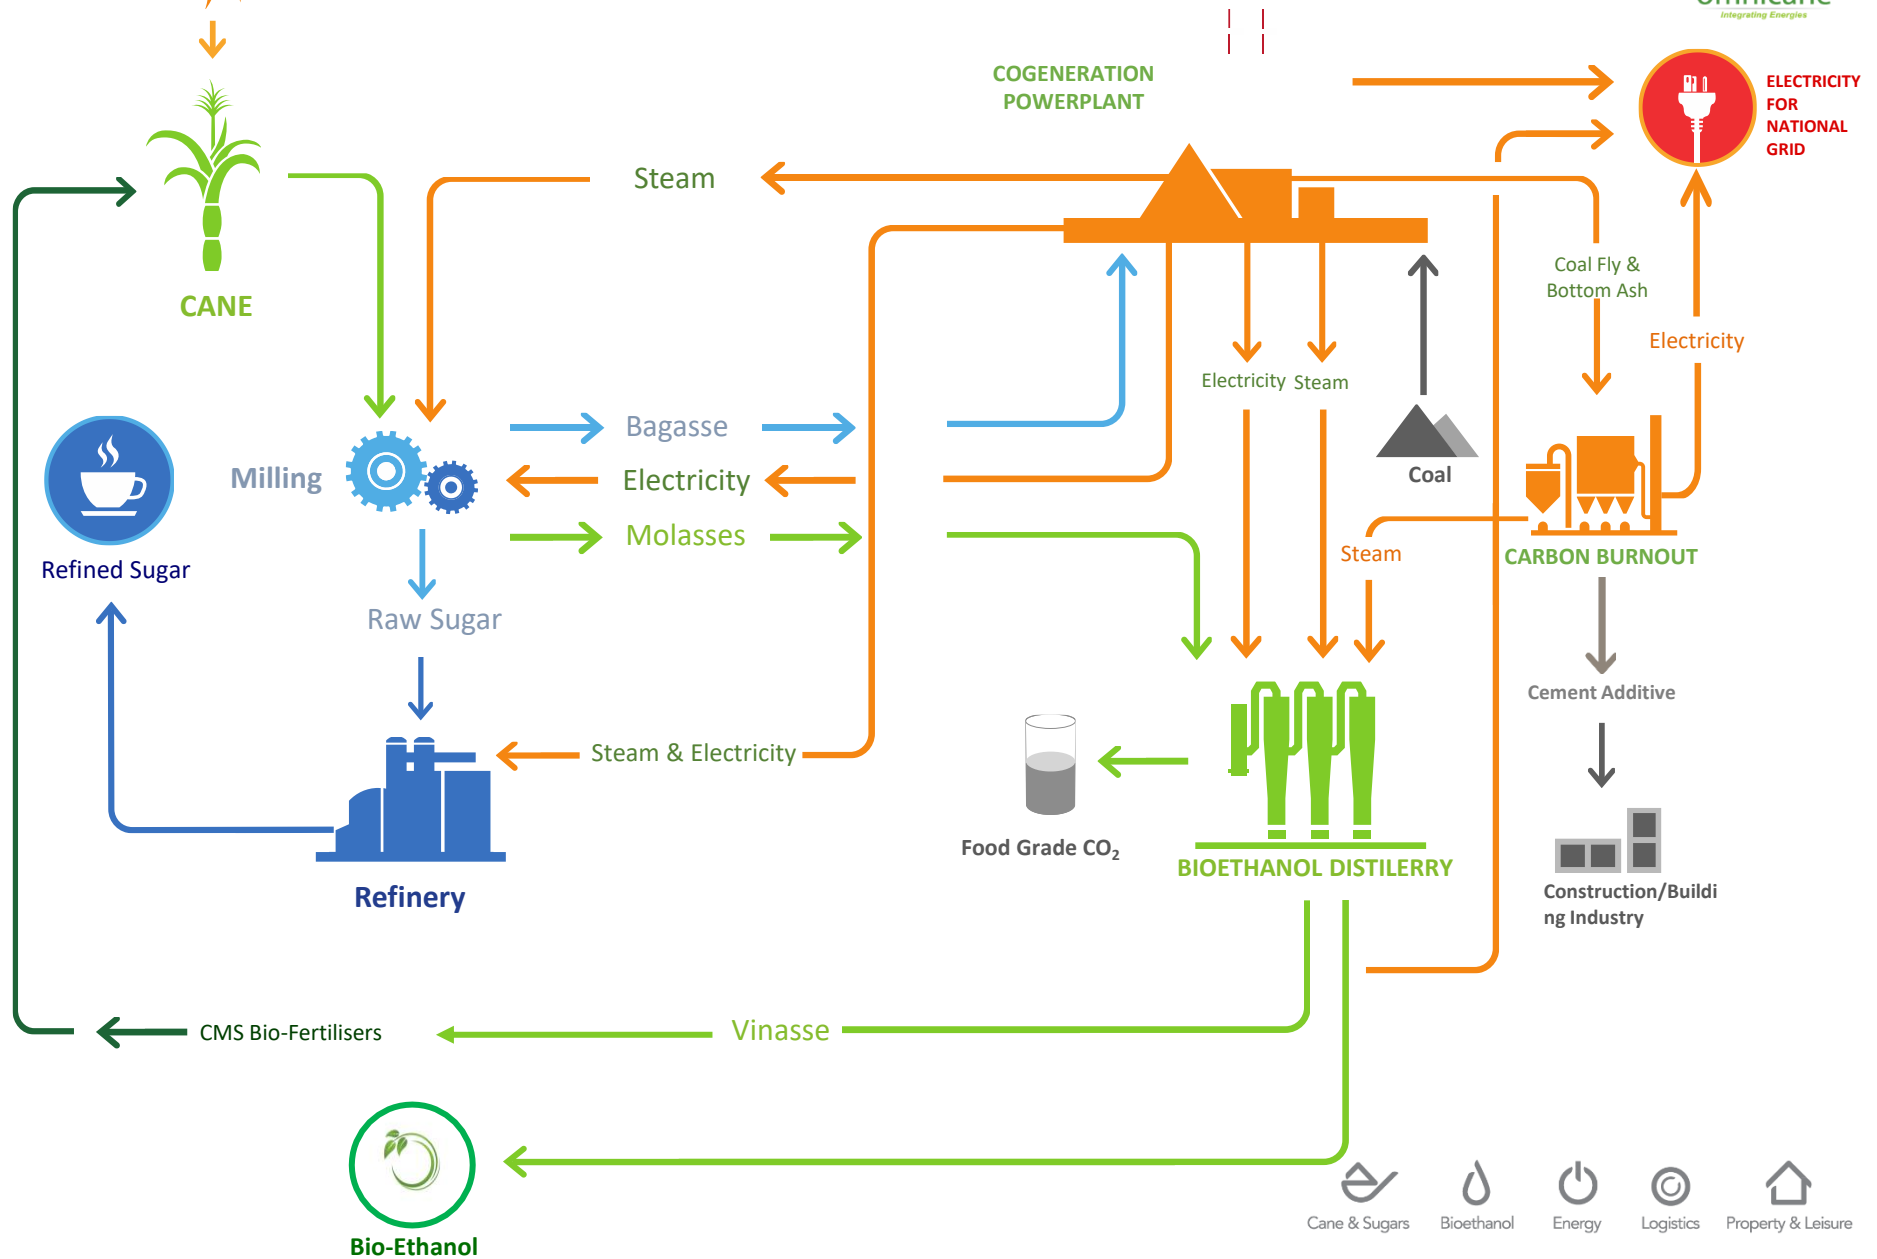 omnicane
Integrating Energies
COGENERATION
POWERPLANT
ELECTRICITY
FOR
NATIONAL
GRID
Steam
Coal Fly &
Bottom Ash
CANE
Electricity
Electricity Steam
Bagasse
Milling
Electricity
Coal
Molasses
Steam
CARBON BURNOUT
Refined Sugar
Raw Sugar
Cement Additive
Steam & Electricity
Food Grade CO₂
BIOETHANOL DISTILERRY
Refinery
Construction/Buildi
ng Industry
CMS Bio-Fertilisers
Vinasse
Bio-Ethanol
Cane & Sugars
Bioethanol
Energy
Logistics
Property & Leisure